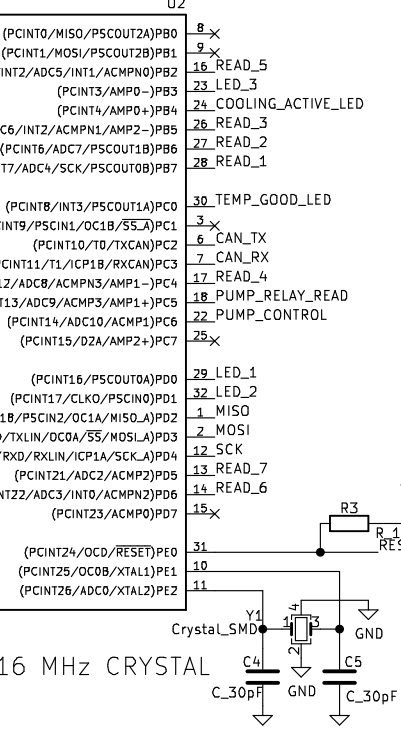 U2
(PCINT0/MISO/PSCOUT2A)PB0 8
(PCINT1/MOSI/PSCOUT2B)PB1 9
INT2/ADC5/INT1/ACMPN0)PB2 16 READ_5
(PCINT3/AMP0-)PB3 23 LED_3
(PCINT4/AMP0+)PB4 24 COOLING_ACTIVE_LED
C6/INT2/ACMPN1/AMP2-)PB5 26 READ_3
(PCINT6/ADC7/PSCOUT1B)PB6 27 READ_2
T7/ADC4/SCK/PSCOUT0B)PB7 28 READ_1
(PCINT8/INT3/PSCOUT1A)PC0 30 TEMP_GOOD_LED
INT9/PSCIN1/OC1B/SS_A)PC1 3
(PCINT10/T0/TXCAN)PC2 6 CAN_TX
CINT11/T1/ICP1B/RXCAN)PC3 7 CAN_RX
12/ADC8/ACMPN3/AMP1-)PC4 17 READ_4
T13/ADC9/ACMP3/AMP1+)PC5 18 PUMP_RELAY_READ
(PCINT14/ADC10/ACMP1)PC6 22 PUMP_CONTROL
(PCINT15/D2A/AMP2+)PC7 25
(PCINT16/PSCOUT0A)PD0 29 LED_1
(PCINT17/CLKO/PSCIN0)PD1 32 LED_2
1B/PSCIN2/OC1A/MISO_A)PD2 1 MISO
/TXLIN/OC0A/SS/MOSI_A)PD3 2 MOSI
/RXD/RXLIN/ICP1A/SCK_A)PD4 12 SCK
(PCINT21/ADC2/ACMP2)PD5 13 READ_7
INT22/ADC3/INT0/ACMPN2)PD6 14 READ_6
(PCINT23/ACMP0)PD7 15
R3
R_1
(PCINT24/OCD/RESET)PE0 31 RES
(PCINT25/OC0B/XTAL1)PE1 10
(PCINT26/ADC0/XTAL2)PE2 11
Y1 4
Crystal_SMD 1 3 GND
2
16 MHz CRYSTAL C4 C5
C_30pF GND C_30pF